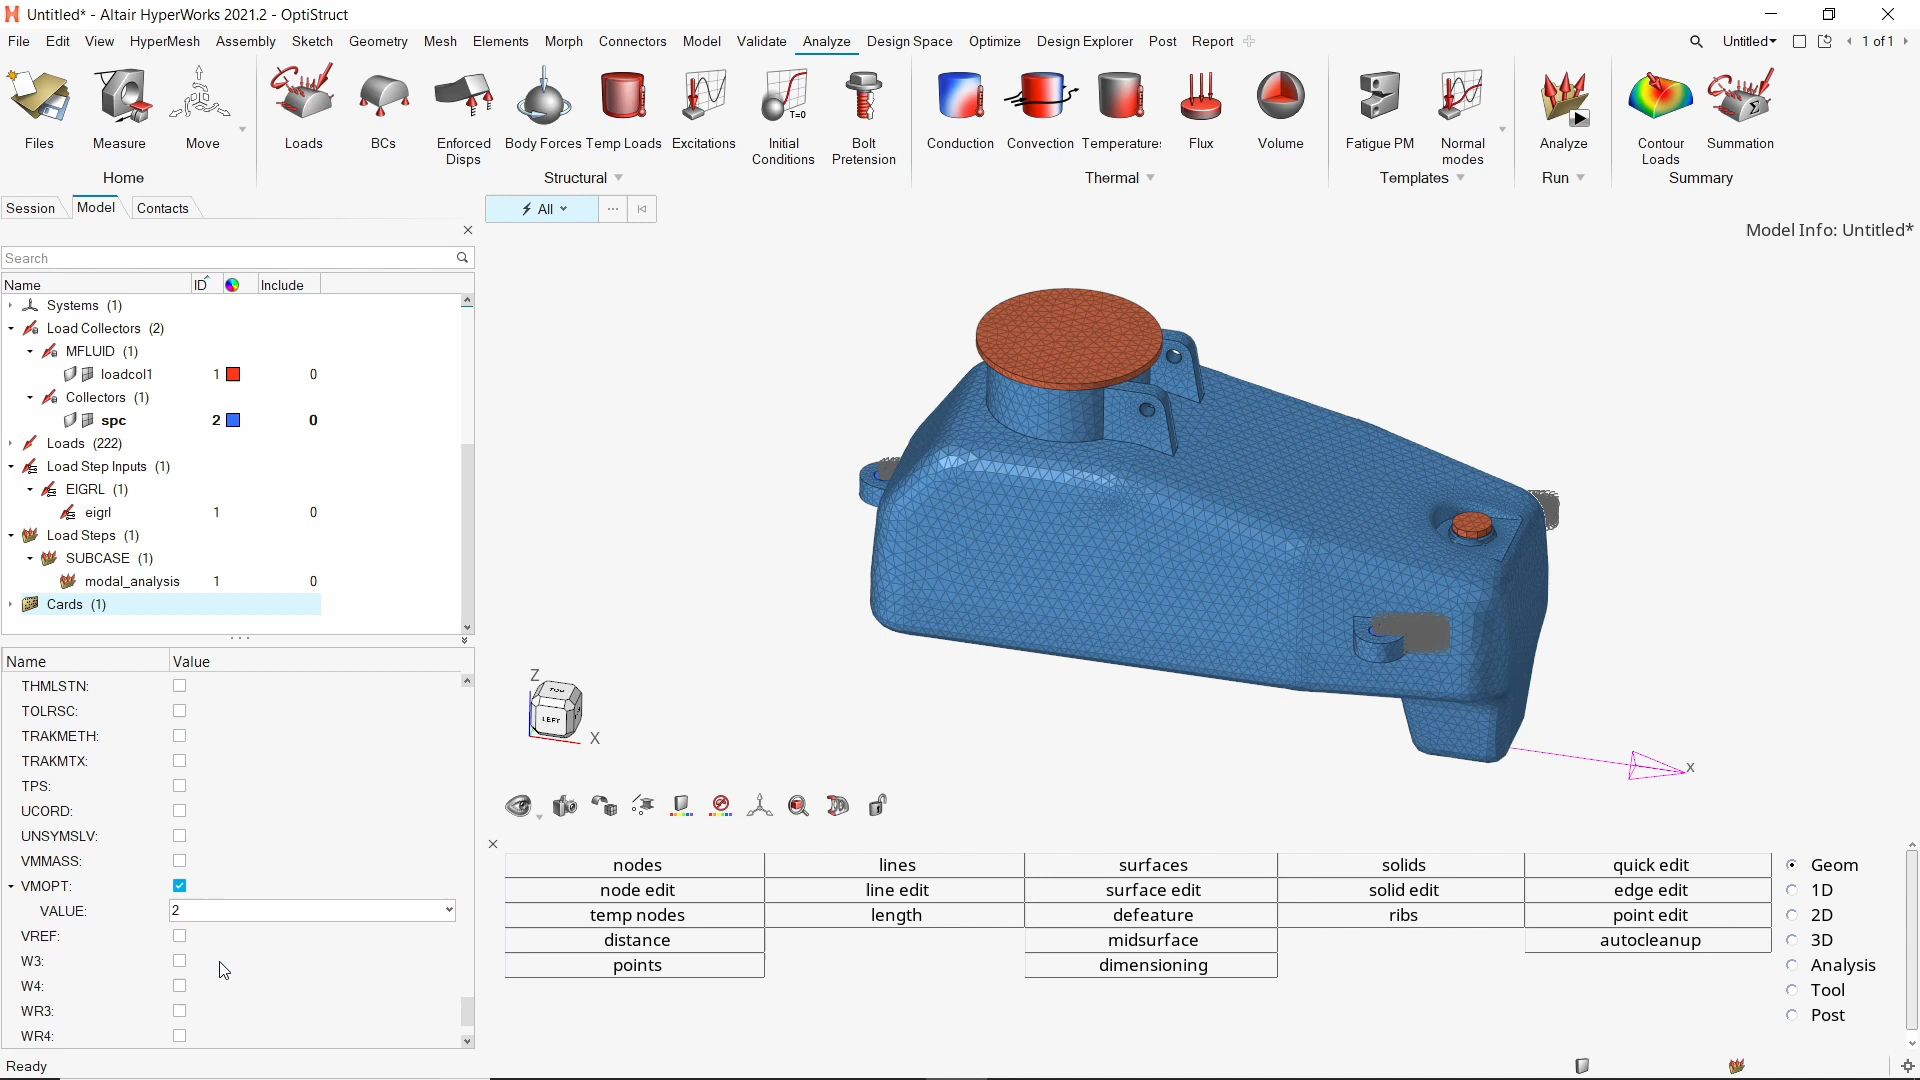 Untitled* - Altair HyperWorks 2021.2 - OptiStruct
File Edit View HyperMesh Assembly Sketch Geometry Mesh Elements Morph Connectors Model Validate Analyze Design Space Optimize Design Explorer Post Report Untitled 1 of 1
Files Measure Move Loads BCs Enforced Disps Body Forces Temp Loads Excitations Initial Conditions Bolt Pretension Conduction Convection Temperatures Flux Volume Fatigue PM Normal modes Analyze Contour Loads Summation
T=0
Home Structural Thermal Templates Run Summary
Session Model Contacts
All ...
Model Info: Untitled*
Search
Name ID Include
Systems (1)
Load Collectors (2)
MFLUID (1)
loadcol1 1 0
Collectors (1)
spc 2 0
Loads (222)
Load Step Inputs (1)
EIGRL (1)
eigrl 1 0
Load Steps (1)
SUBCASE (1)
modal_analysis 1 0
Cards (1)
Name Value
THMLSTN:
TOLRSC:
TRAKMETH:
TRAKMTX:
TPS:
UCORD:
UNSYMSLV:
VMMASS:
VMOPT:
VALUE: 2
VREF:
W3:
W4:
WR3:
WR4:
Z
TOP
LEFT
X
X
nodes lines surfaces solids quick edit Geom
node edit line edit surface edit solid edit edge edit 1D
temp nodes length defeature ribs point edit 2D
distance midsurface autocleanup 3D
points dimensioning Analysis
Tool
Post
Ready